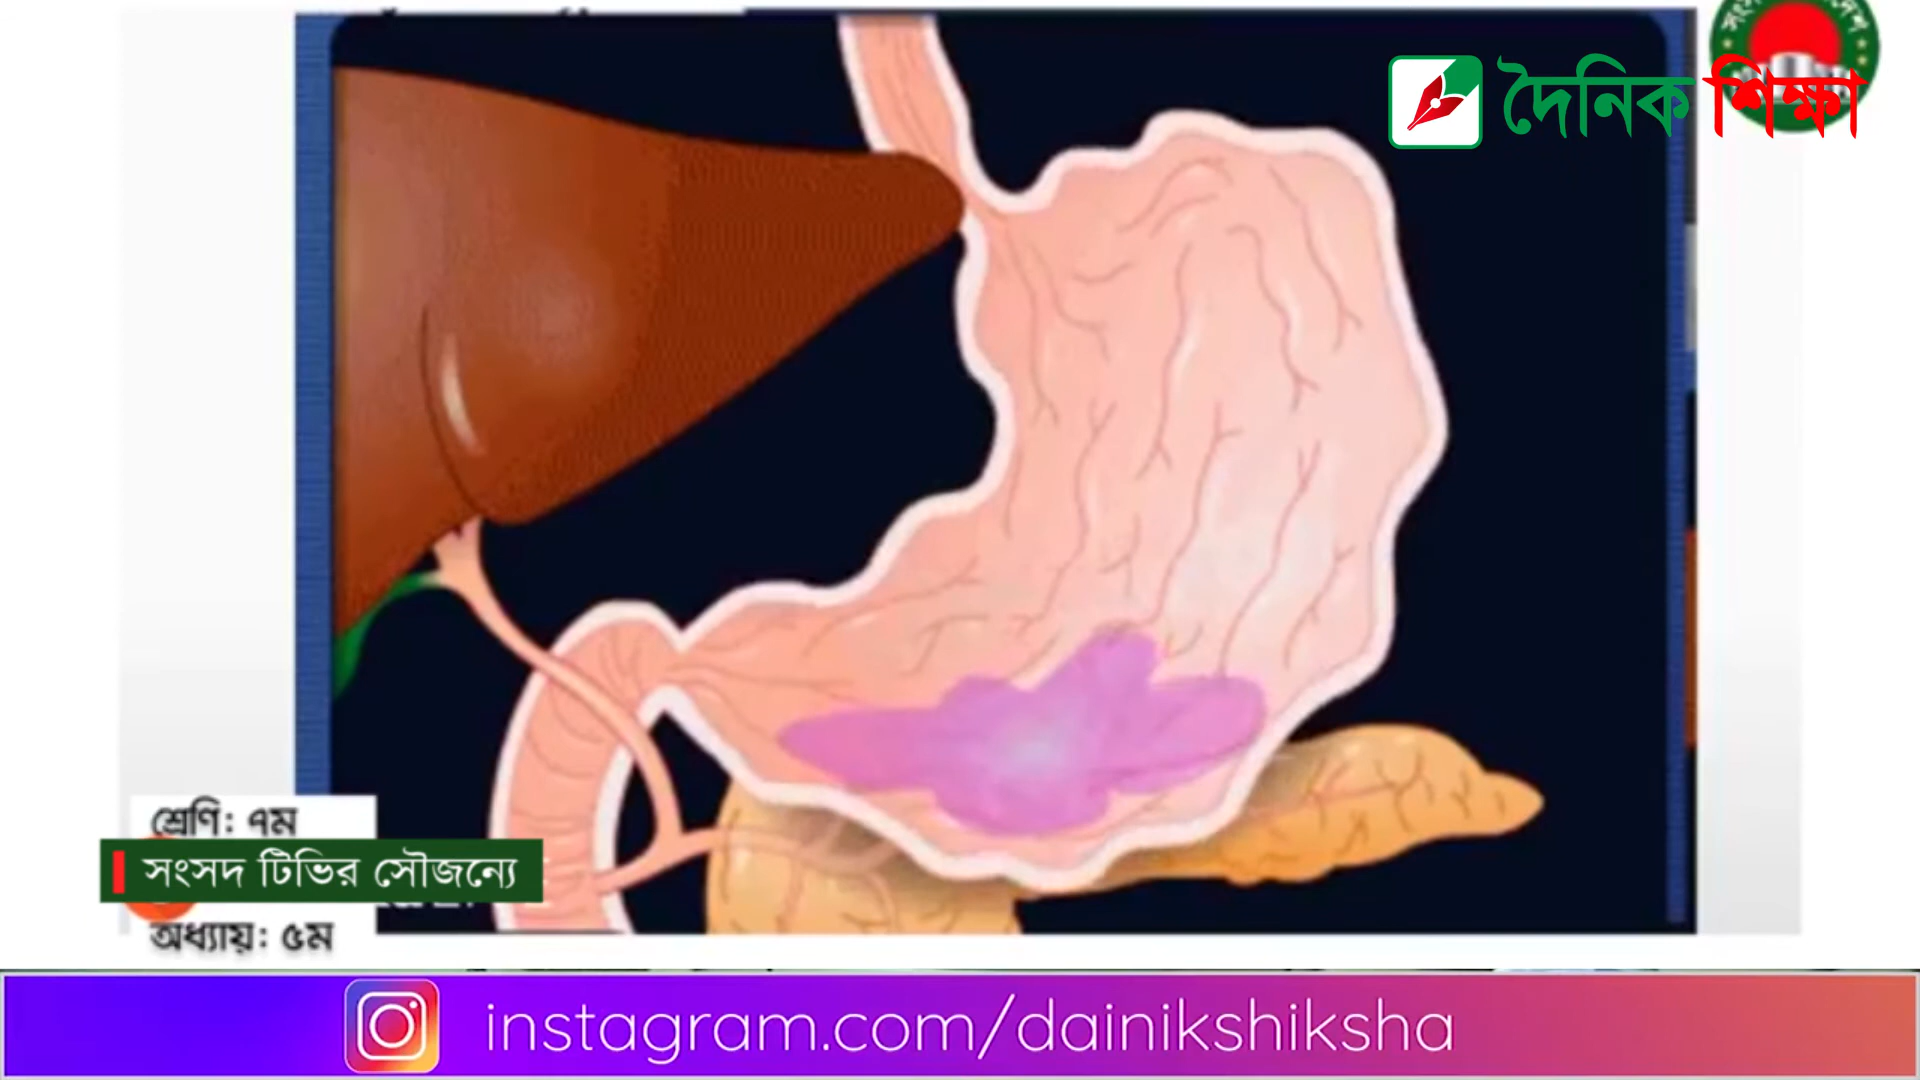 দৈনিক শিক্ষা
শ্রেণি: ৭ম
সংসদ টিভির সৌজন্যে
অধ্যায়: ৫ম
instagram.com/dainikshiksha